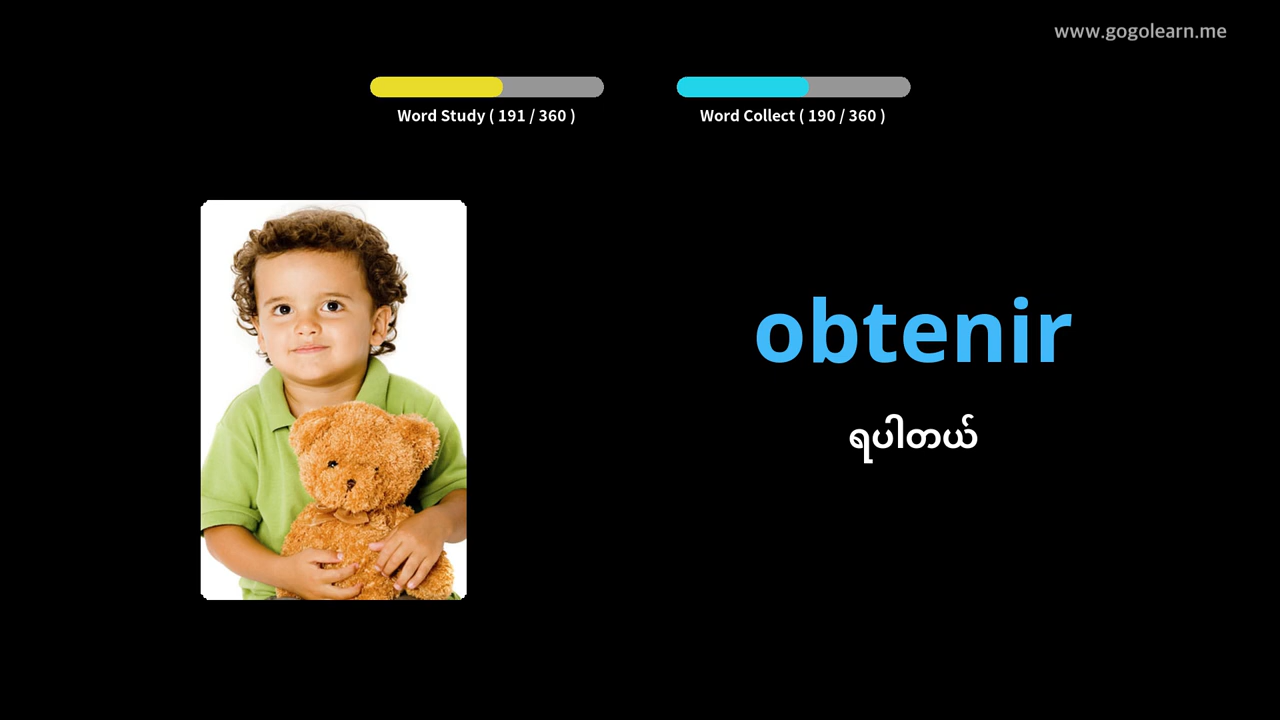 www.gogolearn.me
Word Study ( 191 / 360 )
Word Collect ( 190 / 360 )
obtenir
ရပါတယ်